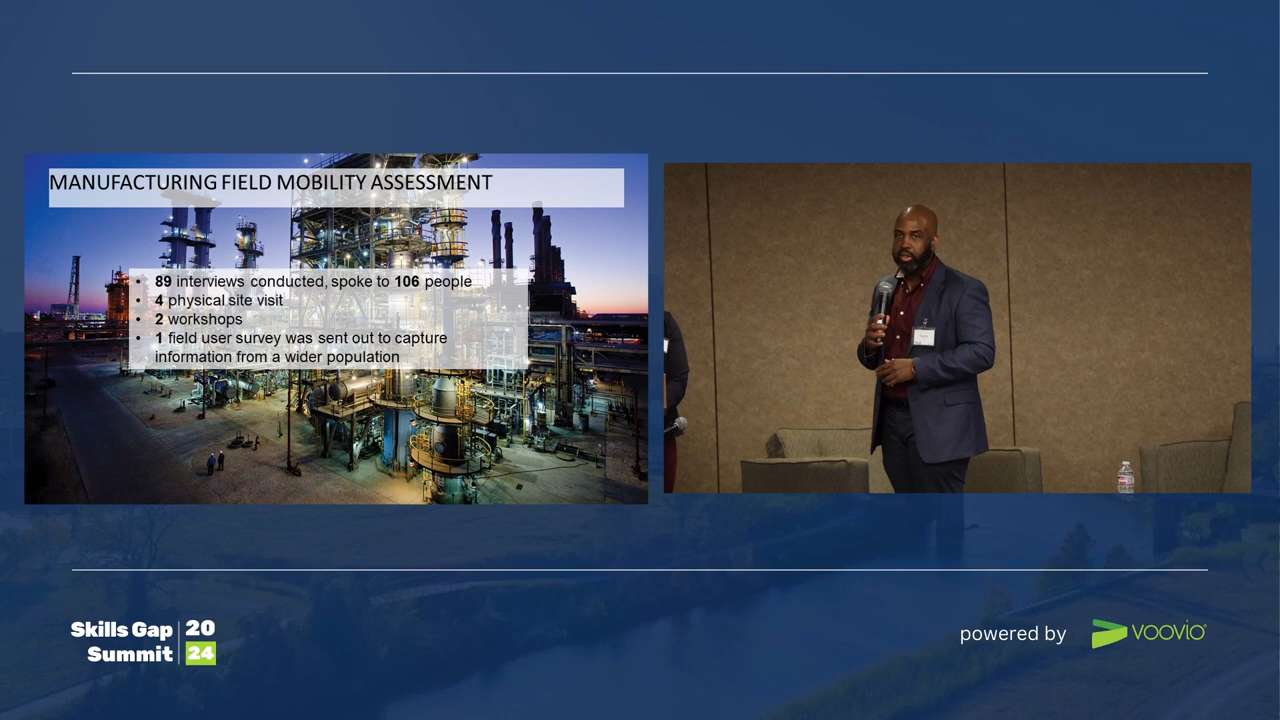 MANUFACTURING FIELD MOBILITY ASSESSMENT
• 89 interviews conducted, spoke to 106 people
• 4 physical site visit
• 2 workshops
• 1 field user survey was sent out to capture
information from a wider population
Skills Gap
Summit
20
24
powered by
VOOVIO